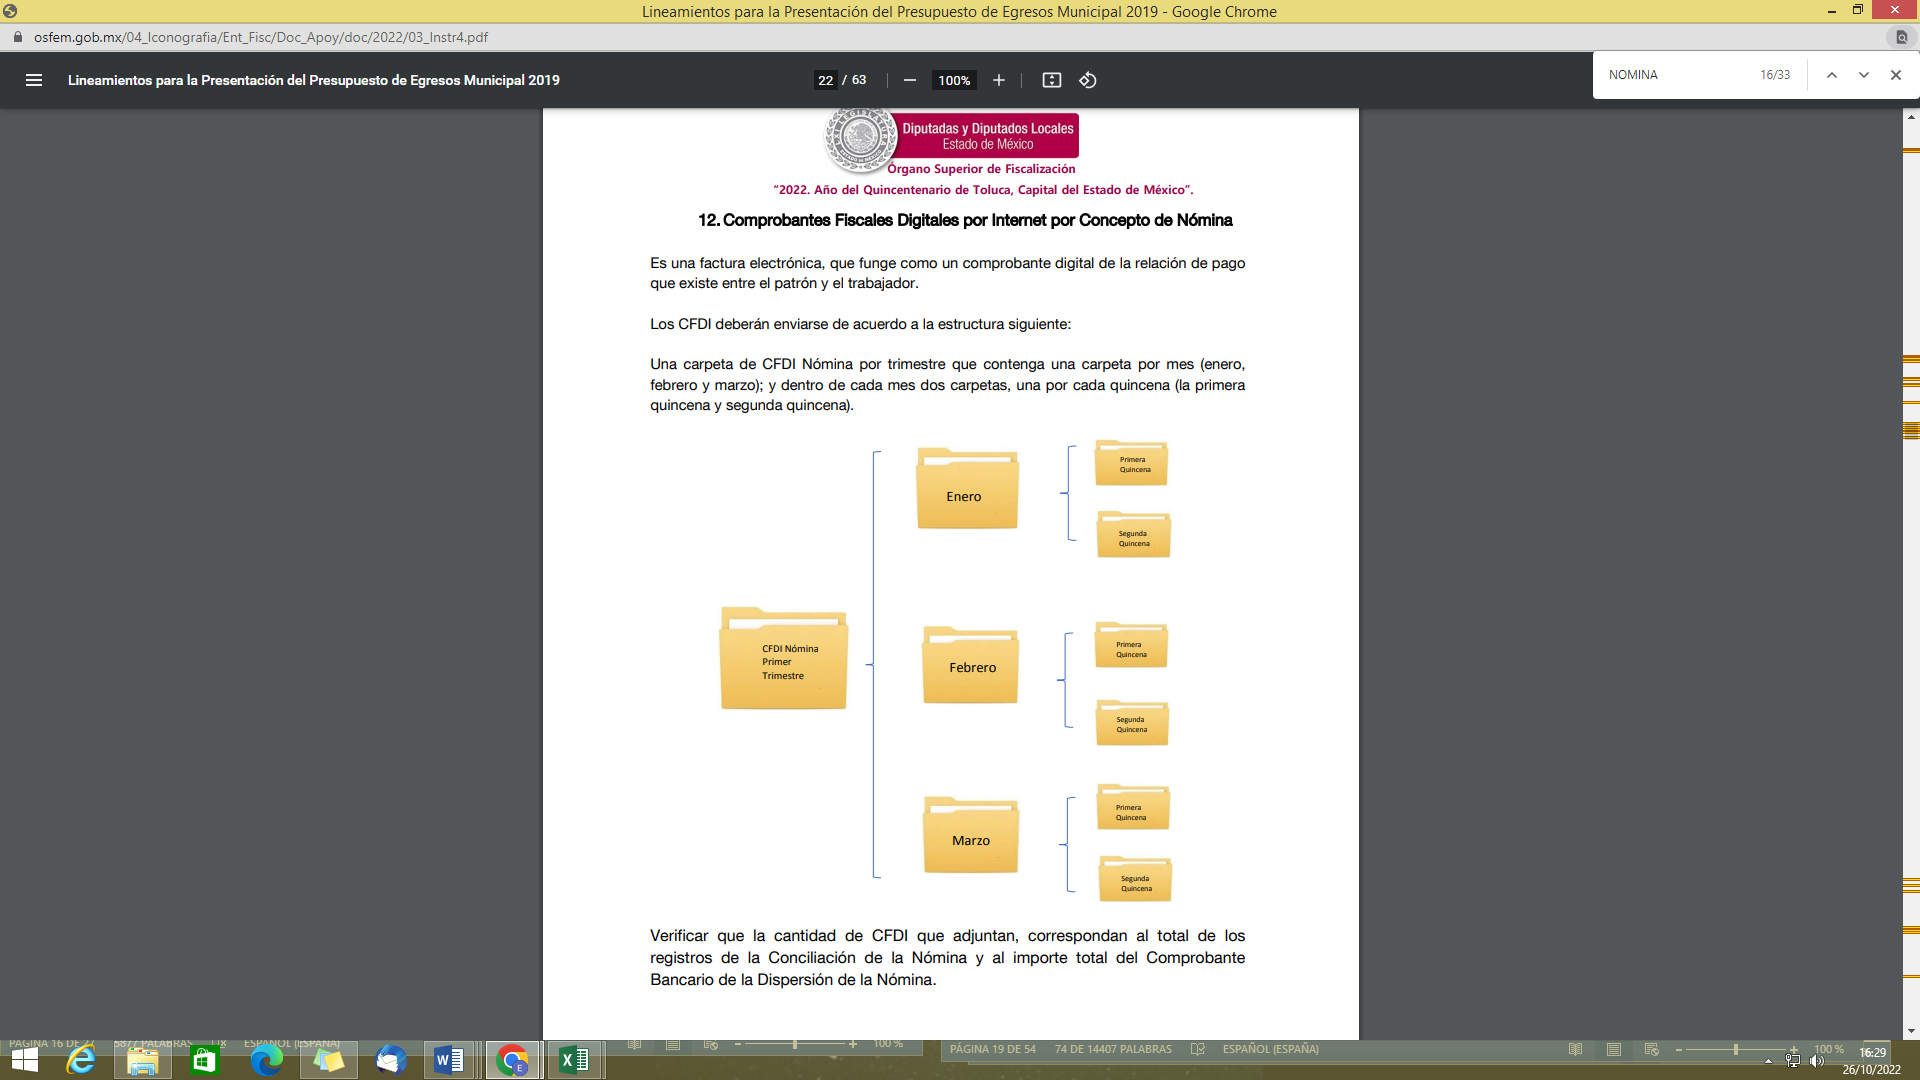 Lineamientos para la Presentación del Presupuesto de Egresos Municipal 2019 - Google Chrome
osfem.gob.mx/04_Iconografia/Ent_Fisc/Doc_Apoy/doc/2022/03_Instr4.pdf
Lineamientos para la Presentación del Presupuesto de Egresos Municipal 2019
22 / 63
100%
NOMINA
16/33
Diputadas y Diputados Locales
Estado de México
Órgano Superior de Fiscalización
“2022. Año del Quincentenario de Toluca, Capital del Estado de México”.
12. Comprobantes Fiscales Digitales por Internet por Concepto de Nómina
Es una factura electrónica, que funge como un comprobante digital de la relación de pago
que existe entre el patrón y el trabajador.
Los CFDI deberán enviarse de acuerdo a la estructura siguiente:
Una carpeta de CFDI Nómina por trimestre que contenga una carpeta por mes (enero,
febrero y marzo); y dentro de cada mes dos carpetas, una por cada quincena (la primera
quincena y segunda quincena).
CFDI Nómina
Primer
Trimestre
Enero
Primera
Quincena
Segunda
Quincena
Febrero
Primera
Quincena
Segunda
Quincena
Marzo
Primera
Quincena
Segunda
Quincena
Verificar que la cantidad de CFDI que adjuntan, correspondan al total de los
registros de la Conciliación de la Nómina y al importe total del Comprobante
Bancario de la Dispersión de la Nómina.
PÁGINA 16 DE 27
5877 PALABRAS
ESPAÑOL (ESPAÑA)
100 %
PÁGINA 19 DE 54
74 DE 14407 PALABRAS
ESPAÑOL (ESPAÑA)
100 %
16:29
26/10/2022